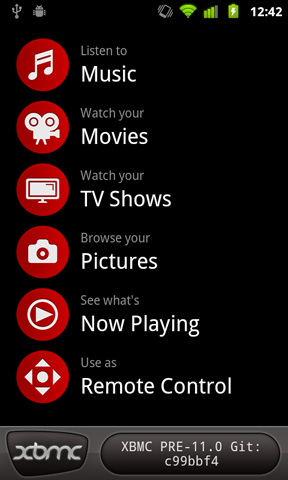 12:42
Listen to
Music
Watch your
Movies
Watch your
TV Shows
Browse your
Pictures
See what's
Now Playing
Use as
Remote Control
xbmc
XBMC PRE-11.0 Git:
c99bbf4